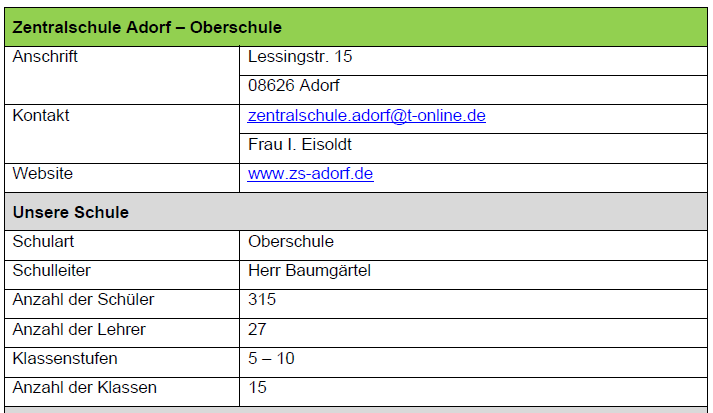 Zentralschule Adorf – Oberschule
Anschrift Lessingstr. 15
08626 Adorf
Kontakt zentralschule.adorf@t-online.de
Frau I. Eisoldt
Website www.zs-adorf.de
Unsere Schule
Schulart Oberschule
Schulleiter Herr Baumgärtel
Anzahl der Schüler 315
Anzahl der Lehrer 27
Klassenstufen 5 – 10
Anzahl der Klassen 15